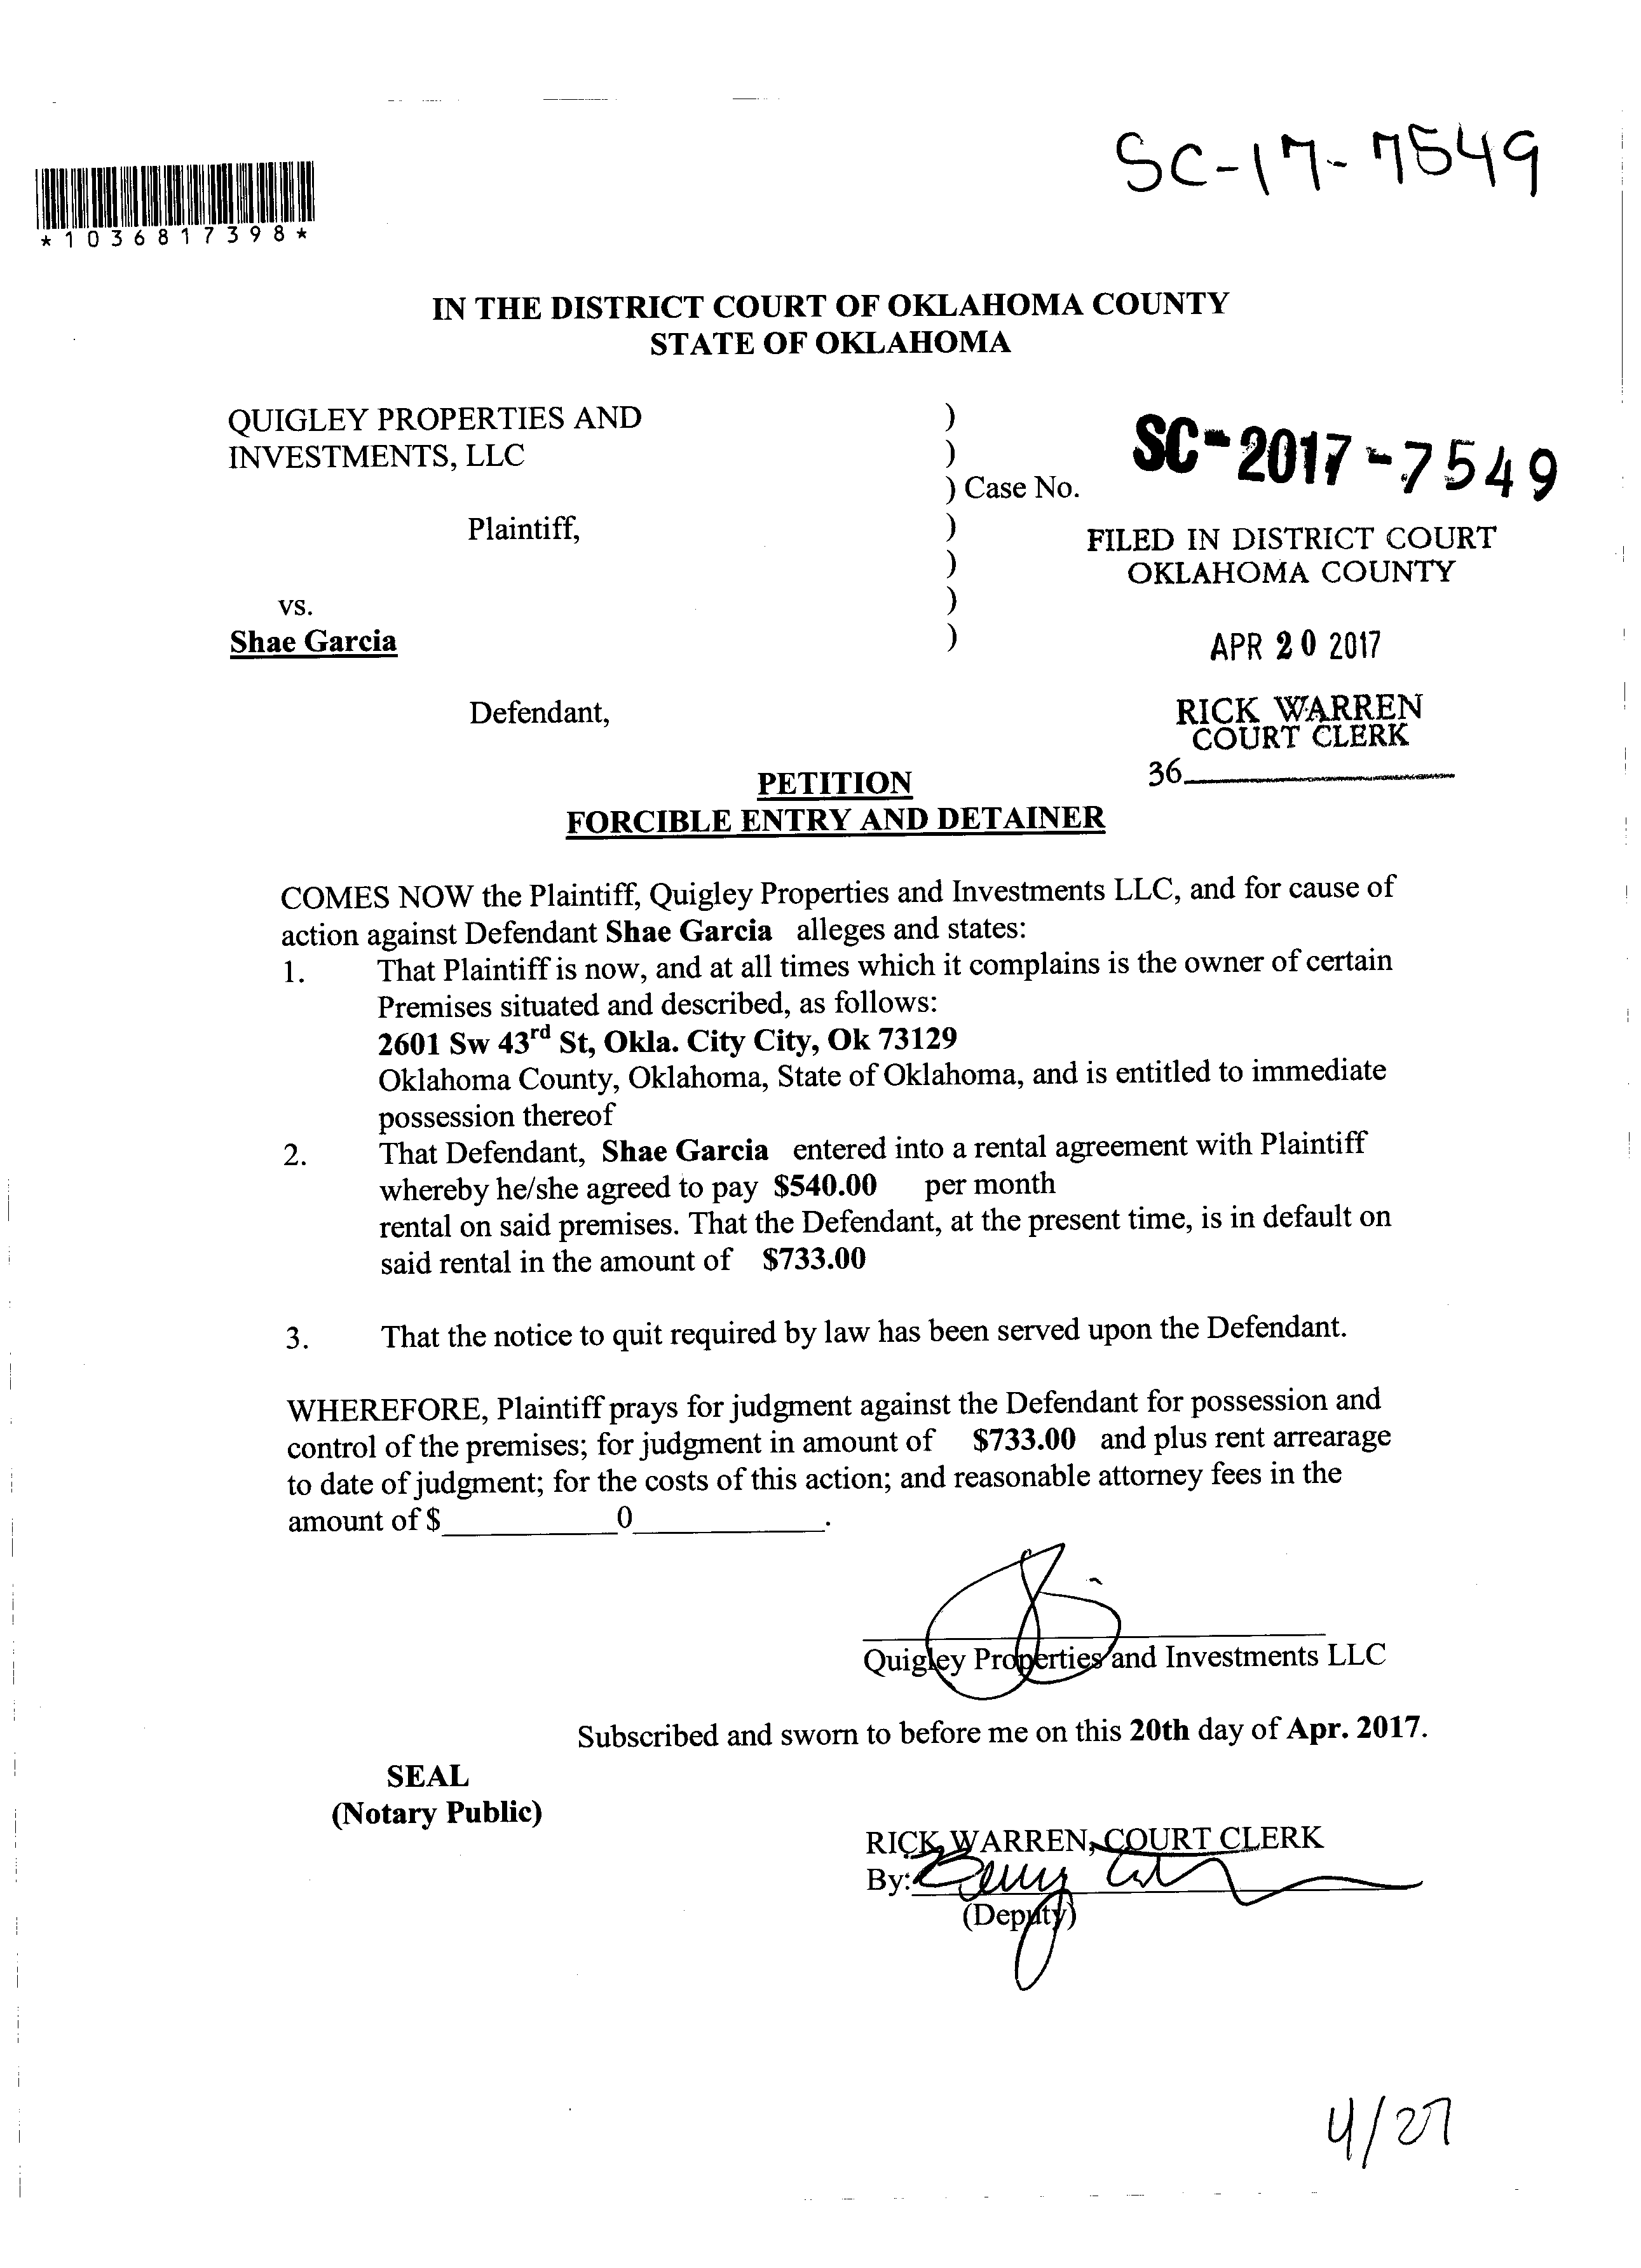 SC-17-7549
*1036817398*
IN THE DISTRICT COURT OF OKLAHOMA COUNTY
STATE OF OKLAHOMA
QUIGLEY PROPERTIES AND )
INVESTMENTS, LLC )
) Case No. SC-2017-7549
Plaintiff, )
FILED IN DISTRICT COURT
)
OKLAHOMA COUNTY
vs. )
Shae Garcia )
APR 20 2017
Defendant,
RICK WARREN
COURT CLERK
36
PETITION
FORCIBLE ENTRY AND DETAINER
COMES NOW the Plaintiff, Quigley Properties and Investments LLC, and for cause of
action against Defendant Shae Garcia alleges and states:
1. That Plaintiff is now, and at all times which it complains is the owner of certain
Premises situated and described, as follows:
2601 Sw 43rd St, Okla. City City, Ok 73129
Oklahoma County, Oklahoma, State of Oklahoma, and is entitled to immediate
possession thereof
2. That Defendant, Shae Garcia entered into a rental agreement with Plaintiff
whereby he/she agreed to pay $540.00 per month
rental on said premises. That the Defendant, at the present time, is in default on
said rental in the amount of $733.00
3. That the notice to quit required by law has been served upon the Defendant.
WHEREFORE, Plaintiff prays for judgment against the Defendant for possession and
control of the premises; for judgment in amount of $733.00 and plus rent arrearage
to date of judgment; for the costs of this action; and reasonable attorney fees in the
amount of $____________0_____________.
Quigley Properties and Investments LLC
Subscribed and sworn to before me on this 20th day of Apr. 2017.
SEAL
(Notary Public)
RICK WARREN, COURT CLERK
By:
(Deputy)
4/27